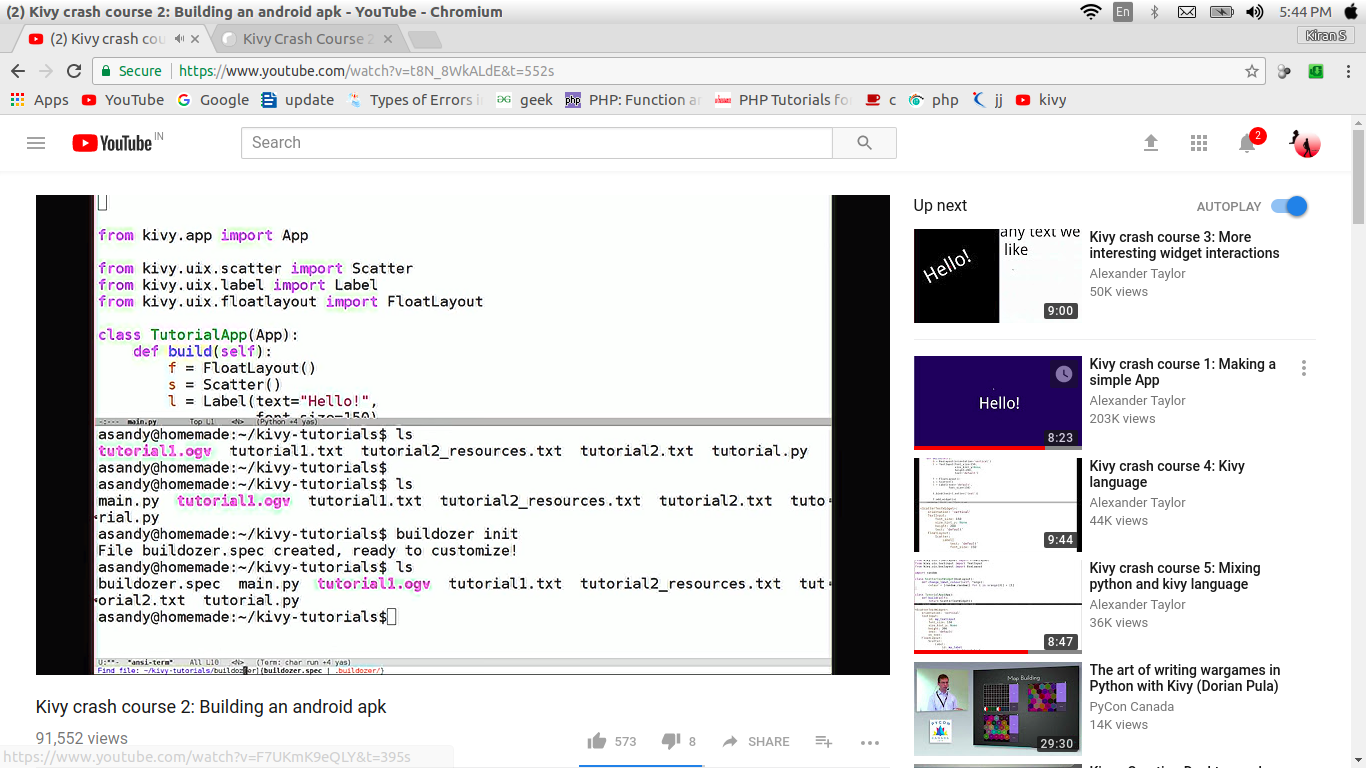 (2) Kivy crash course 2: Building an android apk - YouTube - Chromium
En
5:44 PM
(2) Kivy crash cou
Kivy Crash Course 2
Kiran S
Secure
https://www.youtube.com/watch?v=t8N_8WkALdE&t=552s
Apps
YouTube
Google
update
Types of Errors i
geek
PHP: Function a
PHP Tutorials fo
c
php
jj
kivy
YouTube IN
Search
2
from kivy.app import App
from kivy.uix.scatter import Scatter
from kivy.uix.label import Label
from kivy.uix.floatlayout import FloatLayout
class TutorialApp(App):
def build(self):
f = FloatLayout()
s = Scatter()
l = Label(text="Hello!",
font_size=150)
-:--- main.py Top L1 <N> (Python +4 yas)
asandy@homemade:~/kivy-tutorials$ ls
tutorial1.ogv tutorial1.txt tutorial2_resources.txt tutorial2.txt tutorial.py
asandy@homemade:~/kivy-tutorials$
asandy@homemade:~/kivy-tutorials$ ls
main.py tutorial1.ogv tutorial1.txt tutorial2_resources.txt tutorial2.txt tuto
rial.py
asandy@homemade:~/kivy-tutorials$ buildozer init
File buildozer.spec created, ready to customize!
asandy@homemade:~/kivy-tutorials$ ls
buildozer.spec main.py tutorial1.ogv tutorial1.txt tutorial2_resources.txt tut
orial2.txt tutorial.py
asandy@homemade:~/kivy-tutorials$
U:**- *ansi-term* All L10 <N> (Term: char run +4 yas)
Find file: ~/kivy-tutorials/buildozer{buildozer.spec | .buildozer/}
Kivy crash course 2: Building an android apk
91,552 views
573
8
SHARE
https://www.youtube.com/watch?v=F7UKmK9eQLY&t=395s
Up next
AUTOPLAY
Hello!
any text we
like
9:00
Kivy crash course 3: More
interesting widget interactions
Alexander Taylor
50K views
Hello!
8:23
Kivy crash course 1: Making a
simple App
Alexander Taylor
203K views
9:44
Kivy crash course 4: Kivy
language
Alexander Taylor
44K views
8:47
Kivy crash course 5: Mixing
python and kivy language
Alexander Taylor
36K views
Map Building
PYCON
CANADA
29:30
The art of writing wargames in
Python with Kivy (Dorian Pula)
PyCon Canada
14K views